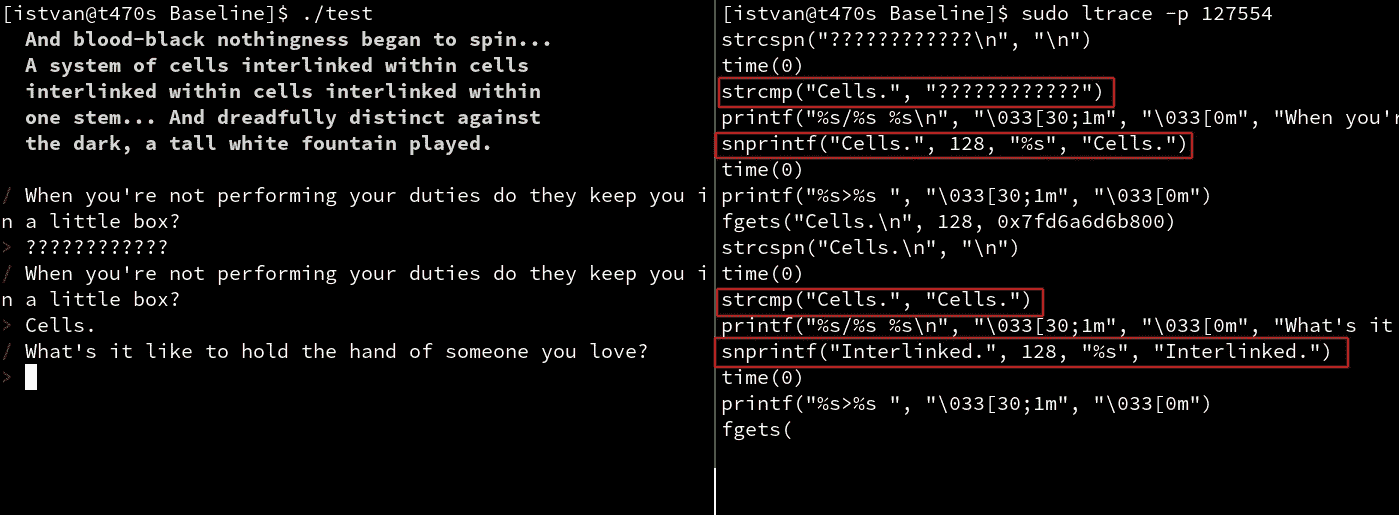 [istvan@t470s Baseline]$ ./test
And blood-black nothingness began to spin...
A system of cells interlinked within cells
interlinked within cells interlinked within
one stem... And dreadfully distinct against
the dark, a tall white fountain played.
/ When you're not performing your duties do they keep you i
n a little box?
> ????????????
/ When you're not performing your duties do they keep you i
n a little box?
> Cells.
/ What's it like to hold the hand of someone you love?
>
[istvan@t470s Baseline]$ sudo ltrace -p 127554
strcspn("????????????\n", "\n")
time(0)
strcmp("Cells.", "????????????")
printf("%s/%s %s\n", "\033[30;1m", "\033[0m", "When you'r
snprintf("Cells.", 128, "%s", "Cells.")
time(0)
printf("%s>%s ", "\033[30;1m", "\033[0m")
fgets("Cells.\n", 128, 0x7fd6a6d6b800)
strcspn("Cells.\n", "\n")
time(0)
strcmp("Cells.", "Cells.")
printf("%s/%s %s\n", "\033[30;1m", "\033[0m", "What's it
snprintf("Interlinked.", 128, "%s", "Interlinked.")
time(0)
printf("%s>%s ", "\033[30;1m", "\033[0m")
fgets(